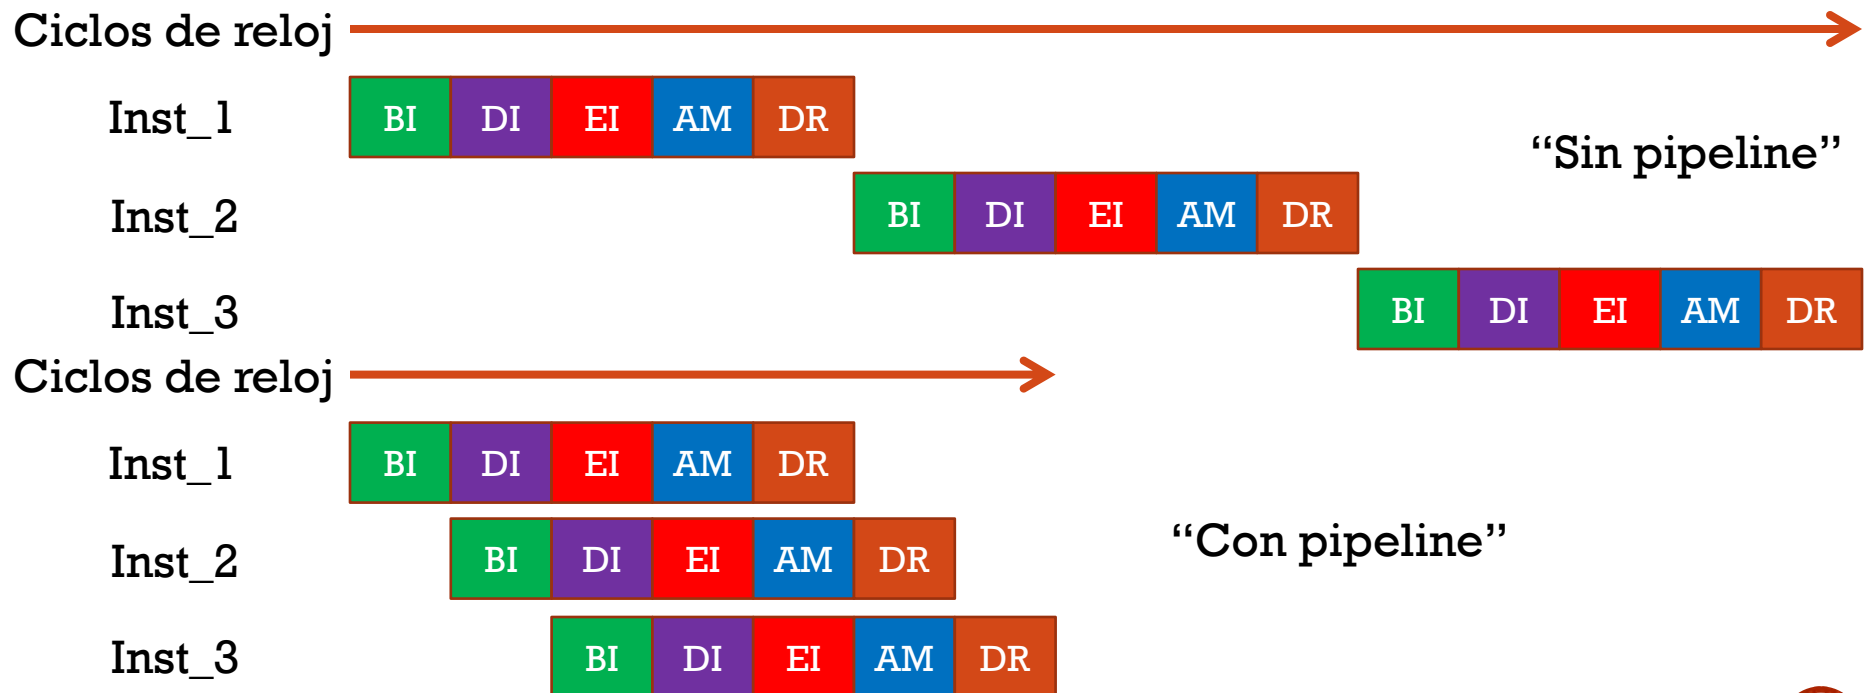 Ciclos de reloj
Inst_1 BI DI EI AM DR
“Sin pipeline”
Inst_2 BI DI EI AM DR
Inst_3 BI DI EI AM DR
Ciclos de reloj
Inst_1 BI DI EI AM DR
“Con pipeline”
Inst_2 BI DI EI AM DR
Inst_3 BI DI EI AM DR